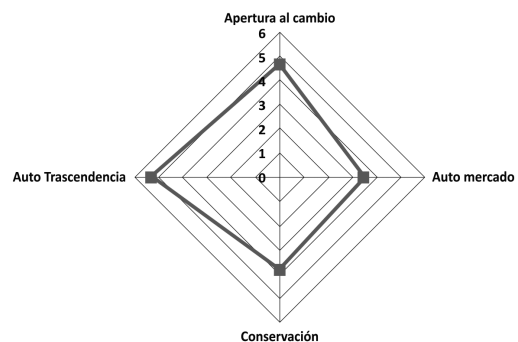 Apertura al cambio
6
5
4
3
2
1
0
Auto Trascendencia
Auto mercado
Conservación